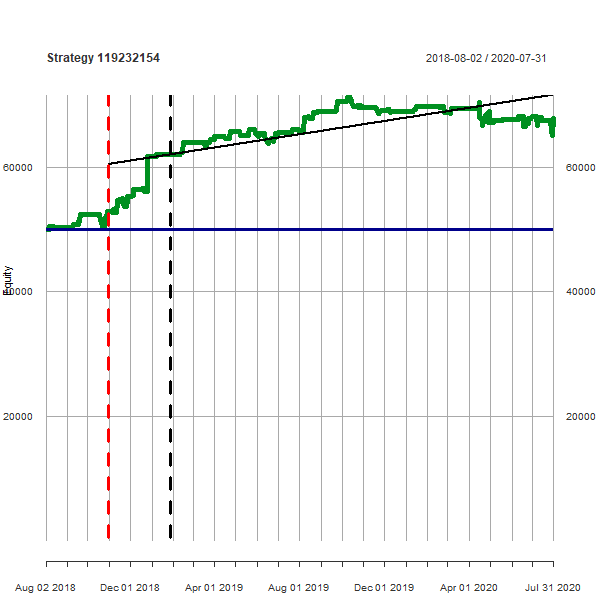 Strategy 119232154
2018-08-02 / 2020-07-31
60000
60000
Equity
40000
40000
20000
20000
Aug 02 2018
Dec 01 2018
Apr 01 2019
Aug 01 2019
Dec 01 2019
Apr 01 2020
Jul 31 2020